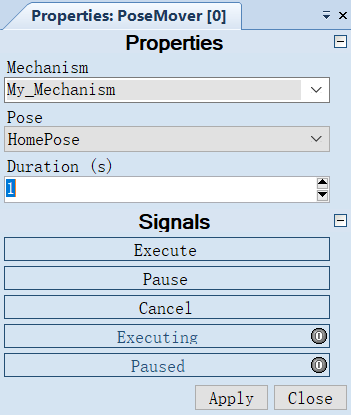 Properties: PoseMover [0]
Properties
Mechanism
My_Mechanism
Pose
HomePose
Duration (s)
1
Signals
Execute
Pause
Cancel
Executing 0
Paused 0
Apply Close